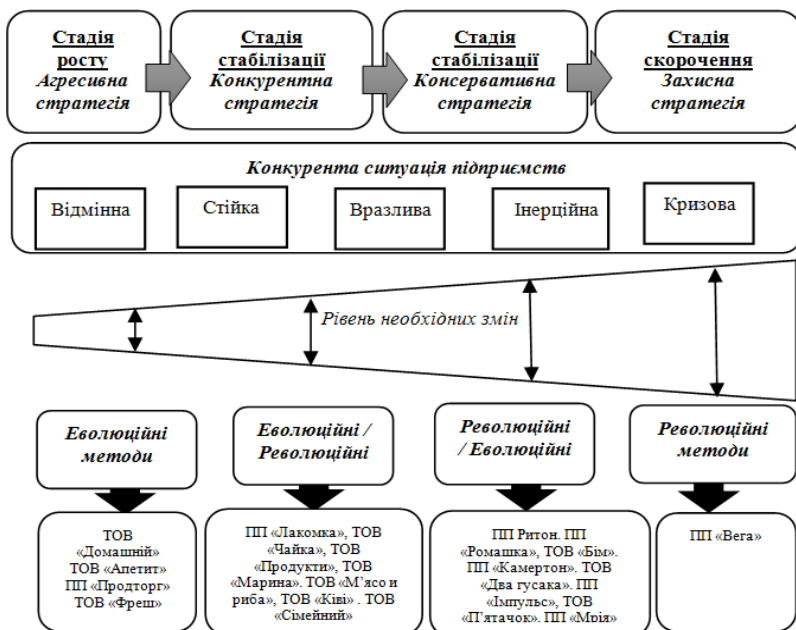 Стадія
росту
Агресивна
стратегія
Стадія
стабілізації
Конкурентна
стратегія
Стадія
стабілізації
Консервативна
стратегія
Стадія
скорочення
Захисна
стратегія
Конкурента ситуація підприємств
Відмінна
Стійка
Вразлива
Інерційна
Кризова
Рівень необхідних змін
Еволюційні
методи
Еволюційні /
Революційні
Революційні
/ Еволюційні
Революційні
методи
ТОВ
«Домашній»
ТОВ «Апетит»
ПП «Продторг»
ТОВ «Фреш»
ПП «Лакомка», ТОВ
«Чайка», ТОВ
«Продукти», ТОВ
«Марина». ТОВ «М'ясо и
риба», ТОВ «Ківі» . ТОВ
«Сімейний»
ПП Ритон. ПП
«Ромашка», ТОВ «Бім».
ПП «Камертон». ТОВ
«Два гусака». ПП
«Імпульс», ТОВ
«П'ятачок». ПП «Мрія»
ПП «Вега»